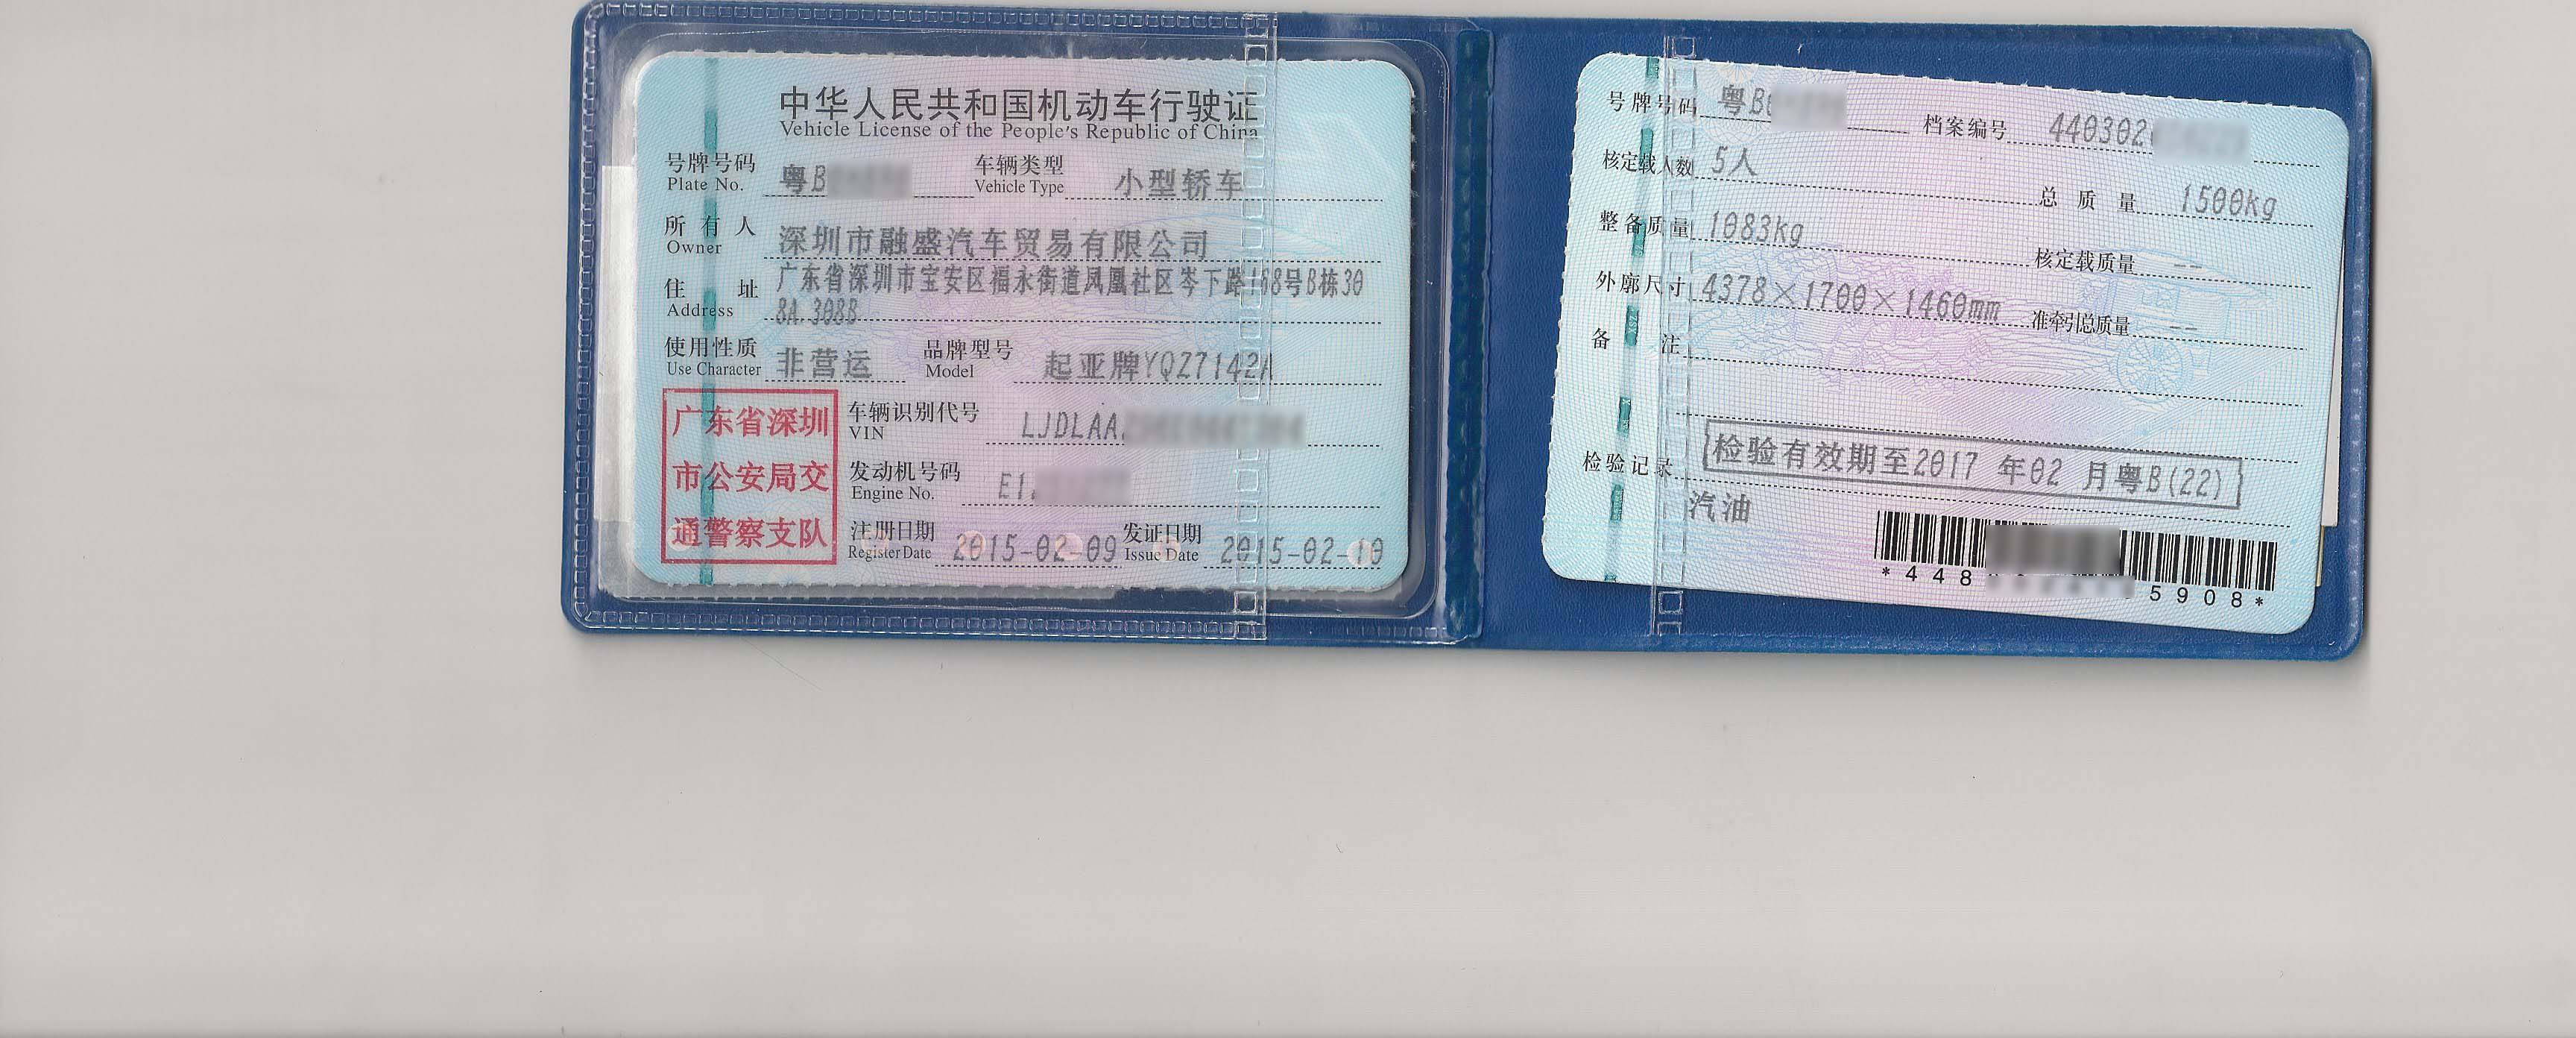 中华人民共和国机动车行驶证
Vehicle License of the People's Republic of China
号牌号码 粤B 车辆类型 小型轿车
Plate No. Vehicle Type
所有人 深圳市融盛汽车贸易有限公司
Owner
住址 广东省深圳市宝安区福永街道凤凰社区岑下路168号B栋30
Address 8A.308B
使用性质 非营运 品牌型号 起亚牌YQZ7142A
Use Character Model
广东省深圳
市公安局交
通警察支队
车辆识别代号 LJDLAA
VIN
发动机号码 E1
Engine No.
注册日期 2015-02-09 发证日期 2015-02-10
Register Date Issue Date
号牌号码 粤B 档案编号 440302
核定载人数 5人 总质量 1500kg
整备质量 1083kg 核定载质量 --
外廓尺寸 4378×1700×1460mm 准牵引总质量 --
备注
检验记录 检验有效期至2017 年02 月粤B(22)
汽油
*448 5908*